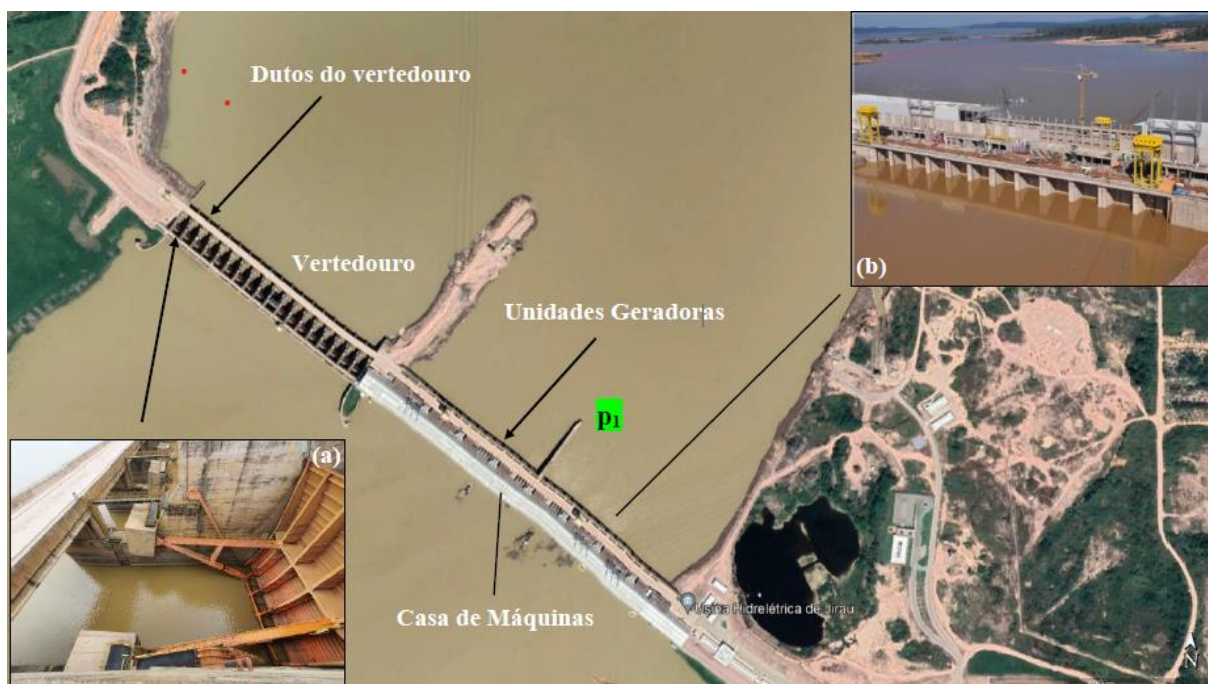 Dutos do vertedouro
Vertedouro
Unidades Geradoras
p₁
(b)
(a)
Casa de Máquinas
Usina Hidrelétrica de Jirau
N